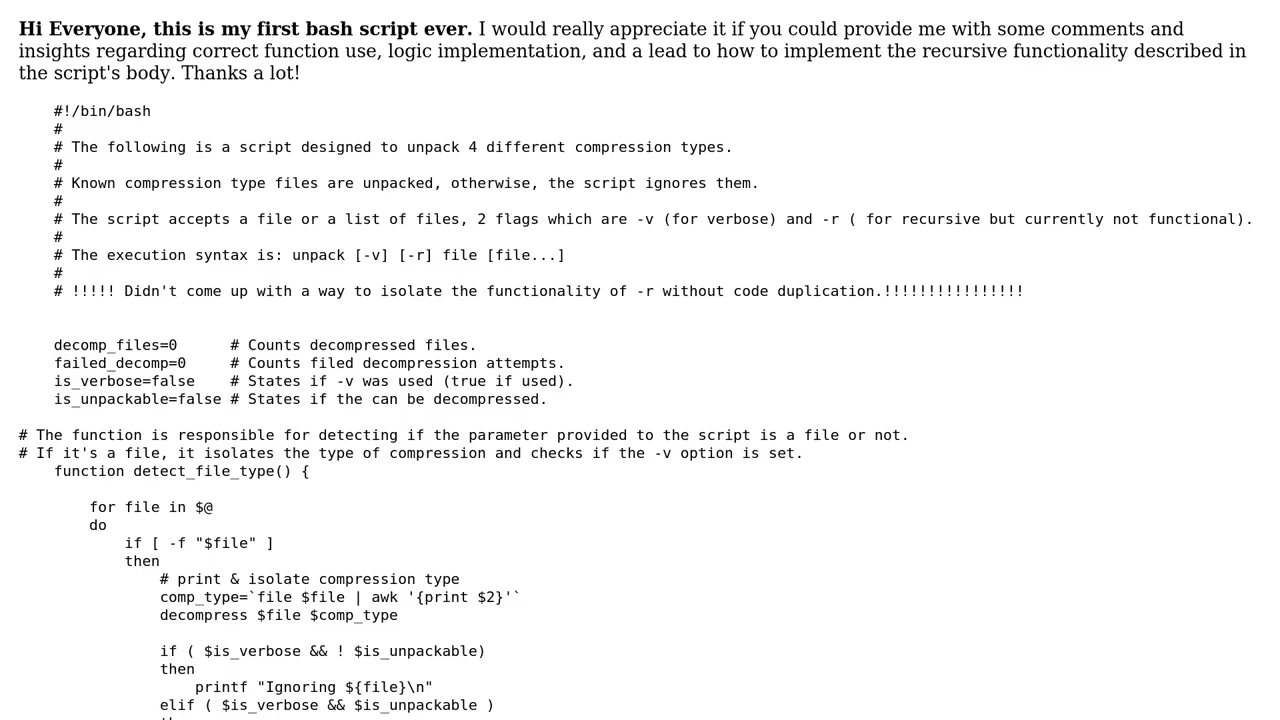 Hi Everyone, this is my first bash script ever. I would really appreciate it if you could provide me with some comments and
insights regarding correct function use, logic implementation, and a lead to how to implement the recursive functionality described in
the script's body. Thanks a lot!
#!/bin/bash
#
# The following is a script designed to unpack 4 different compression types.
#
# Known compression type files are unpacked, otherwise, the script ignores them.
#
# The script accepts a file or a list of files, 2 flags which are -v (for verbose) and -r ( for recursive but currently not functional).
#
# The execution syntax is: unpack [-v] [-r] file [file...]
#
# !!!!! Didn't come up with a way to isolate the functionality of -r without code duplication.!!!!!!!!!!!!!!!!
decomp_files=0      # Counts decompressed files.
failed_decomp=0     # Counts filed decompression attempts.
is_verbose=false    # States if -v was used (true if used).
is_unpackable=false # States if the can be decompressed.
# The function is responsible for detecting if the parameter provided to the script is a file or not.
# If it's a file, it isolates the type of compression and checks if the -v option is set.
function detect_file_type() {
for file in $@
do
if [ -f "$file" ]
then
# print & isolate compression type
comp_type=`file $file | awk '{print $2}'`
decompress $file $comp_type
if ( $is_verbose && ! $is_unpackable)
then
printf "Ignoring ${file}\n"
elif ( $is_verbose && $is_unpackable )